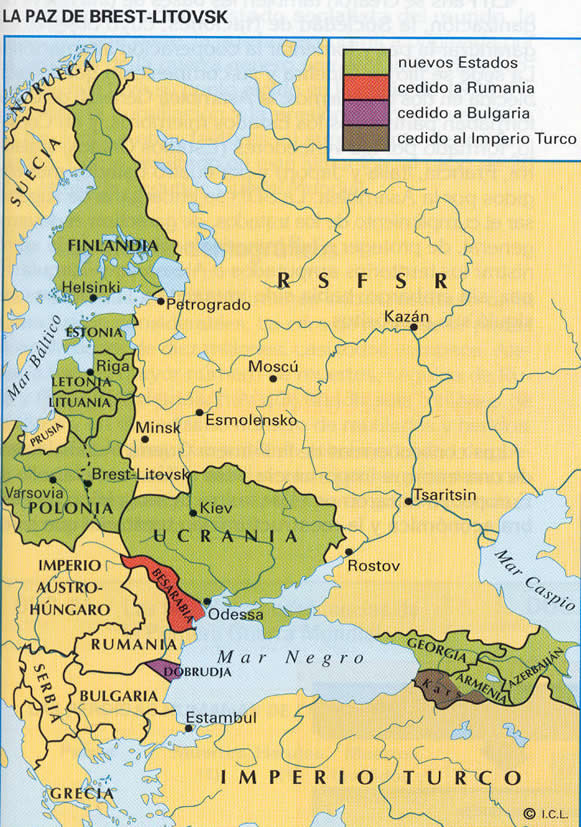 LA PAZ DE BREST-LITOVSK
nuevos Estados
cedido a Rumania
cedido a Bulgaria
cedido al Imperio Turco
NORUEGA
SUECIA
FINLANDIA
Helsinki
Petrogrado
R S F S R
Kazán
ESTONIA
Mar Báltico
Riga
LETONIA
Moscú
LITUANIA
PRUSIA
Minsk
Esmolensko
Brest-Litovsk
Varsovia
POLONIA
Tsaritsin
Kiev
UCRANIA
Rostov
IMPERIO
AUSTRO-
HÚNGARO
BESARABIA
Odessa
Mar Caspio
RUMANIA
Mar Negro
GEORGIA
AZERBAIJÁN
ARMENIA
Kars
DOBRUDJA
SERBIA
BULGARIA
Estambul
GRECIA
IMPERIO TURCO
© I.C.L.